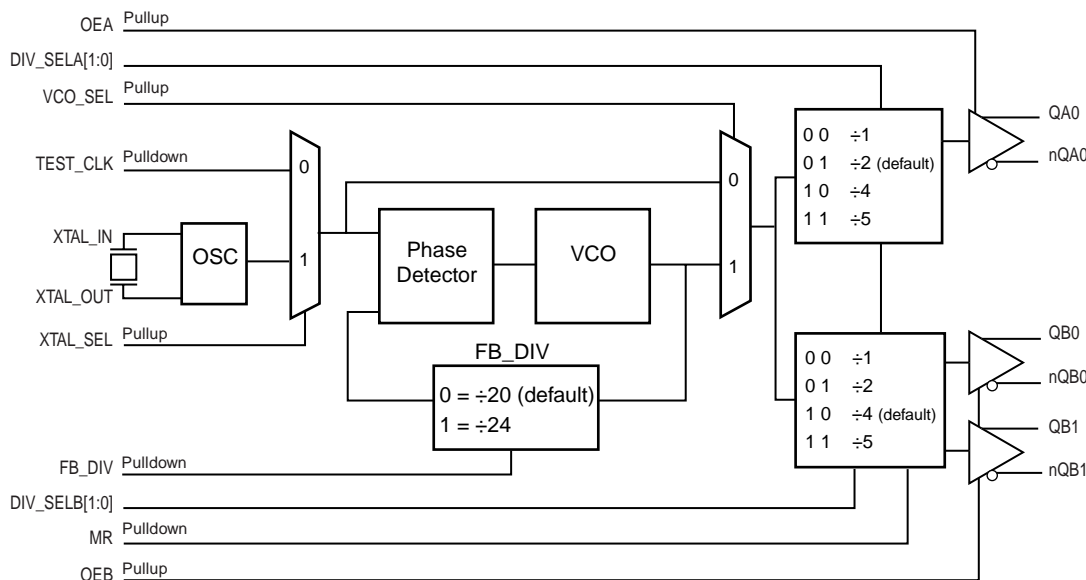 OEA Pullup
DIV_SELA[1:0]
VCO_SEL Pullup
TEST_CLK Pulldown
XTAL_IN
XTAL_OUT
XTAL_SEL Pullup
OSC
0
1
Phase
Detector
VCO
FB_DIV
0 = ÷20 (default)
1 = ÷24
0
1
0 0 ÷1
0 1 ÷2 (default)
1 0 ÷4
1 1 ÷5
QA0
nQA0
0 0 ÷1
0 1 ÷2
1 0 ÷4 (default)
1 1 ÷5
QB0
nQB0
QB1
nQB1
FB_DIV Pulldown
DIV_SELB[1:0]
MR Pulldown
OEB Pullup